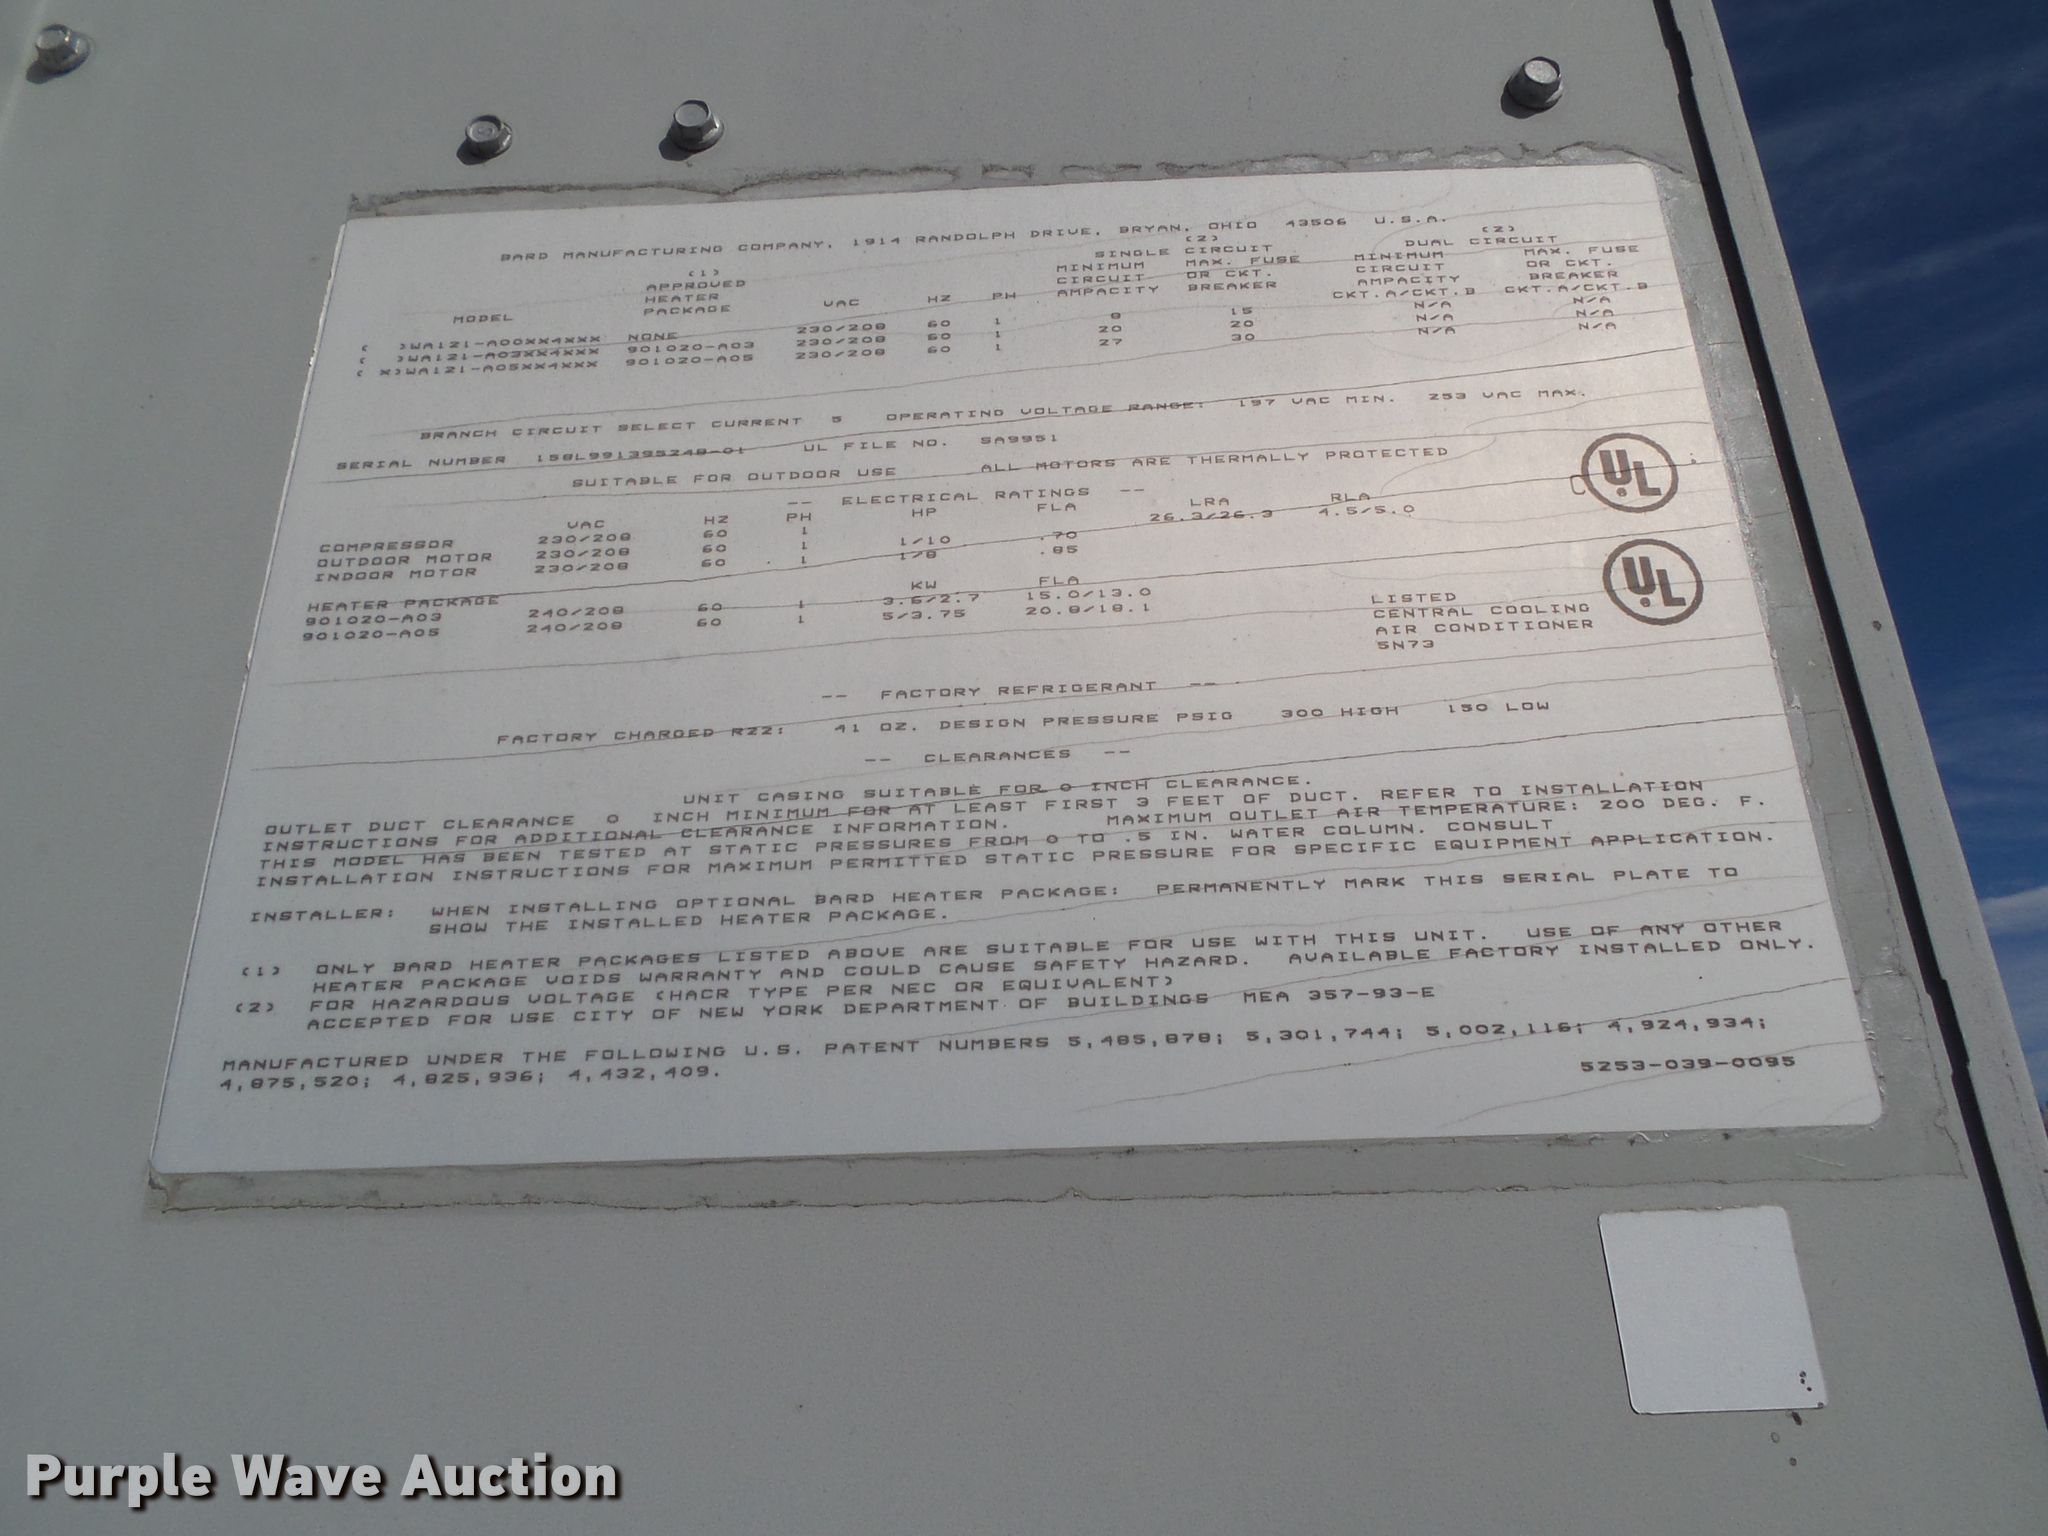 BARD MANUFACTURING COMPANY, 1914 RANDOLPH DRIVE, BRYAN, OHIO 43506 U.S.A.
(2) (2)
(1) SINGLE CIRCUIT DUAL CIRCUIT
APPROVED MINIMUM MAX. FUSE MINIMUM MAX. FUSE
HEATER CIRCUIT OR CKT. CIRCUIT OR CKT.
MODEL PACKAGE VAC HZ PH AMPACITY BREAKER AMPACITY BREAKER
CKT.A/CKT.B CKT.A/CKT.B
( )WA121-A00XX4XXX NONE 230/208 60 1 8 15 N/A N/A
( )WA121-A03XX4XXX 901020-A03 230/208 60 1 20 20 N/A N/A
( X)WA121-A05XX4XXX 901020-A05 230/208 60 1 27 30 N/A N/A
BRANCH CIRCUIT SELECT CURRENT 5 OPERATING VOLTAGE RANGE: 197 VAC MIN. 253 VAC MAX.
SERIAL NUMBER 158L991395248-01 UL FILE NO. SA9951
SUITABLE FOR OUTDOOR USE ALL MOTORS ARE THERMALLY PROTECTED
-- ELECTRICAL RATINGS --
VAC HZ PH HP FLA LRA RLA
COMPRESSOR 230/208 60 1 26.3/26.3 4.5/5.0
OUTDOOR MOTOR 230/208 60 1 1/10 .70
INDOOR MOTOR 230/208 60 1 1/8 .85
HEATER PACKAGE KW FLA
901020-A03 240/208 60 1 3.6/2.7 15.0/13.0
901020-A05 240/208 60 1 5/3.75 20.8/18.1
C UL
UL
LISTED
CENTRAL COOLING
AIR CONDITIONER
5N73
-- FACTORY REFRIGERANT --
FACTORY CHARGED R22: 41 OZ. DESIGN PRESSURE PSIG 300 HIGH 150 LOW
-- CLEARANCES --
UNIT CASING SUITABLE FOR 0 INCH CLEARANCE.
OUTLET DUCT CLEARANCE 0 INCH MINIMUM FOR AT LEAST FIRST 3 FEET OF DUCT. REFER TO INSTALLATION
INSTRUCTIONS FOR ADDITIONAL CLEARANCE INFORMATION. MAXIMUM OUTLET AIR TEMPERATURE: 200 DEG. F.
THIS MODEL HAS BEEN TESTED AT STATIC PRESSURES FROM 0 TO .5 IN. WATER COLUMN. CONSULT
INSTALLATION INSTRUCTIONS FOR MAXIMUM PERMITTED STATIC PRESSURE FOR SPECIFIC EQUIPMENT APPLICATION.
INSTALLER: WHEN INSTALLING OPTIONAL BARD HEATER PACKAGE: PERMANENTLY MARK THIS SERIAL PLATE TO
SHOW THE INSTALLED HEATER PACKAGE.
(1) ONLY BARD HEATER PACKAGES LISTED ABOVE ARE SUITABLE FOR USE WITH THIS UNIT. USE OF ANY OTHER
HEATER PACKAGE VOIDS WARRANTY AND COULD CAUSE SAFETY HAZARD. AVAILABLE FACTORY INSTALLED ONLY.
(2) FOR HAZARDOUS VOLTAGE (HACR TYPE PER NEC OR EQUIVALENT)
ACCEPTED FOR USE CITY OF NEW YORK DEPARTMENT OF BUILDINGS MEA 357-93-E
MANUFACTURED UNDER THE FOLLOWING U.S. PATENT NUMBERS 5,485,878; 5,301,744; 5,002,116; 4,924,934;
4,875,520; 4,825,936; 4,432,409.
5253-039-0095
Purple Wave Auction